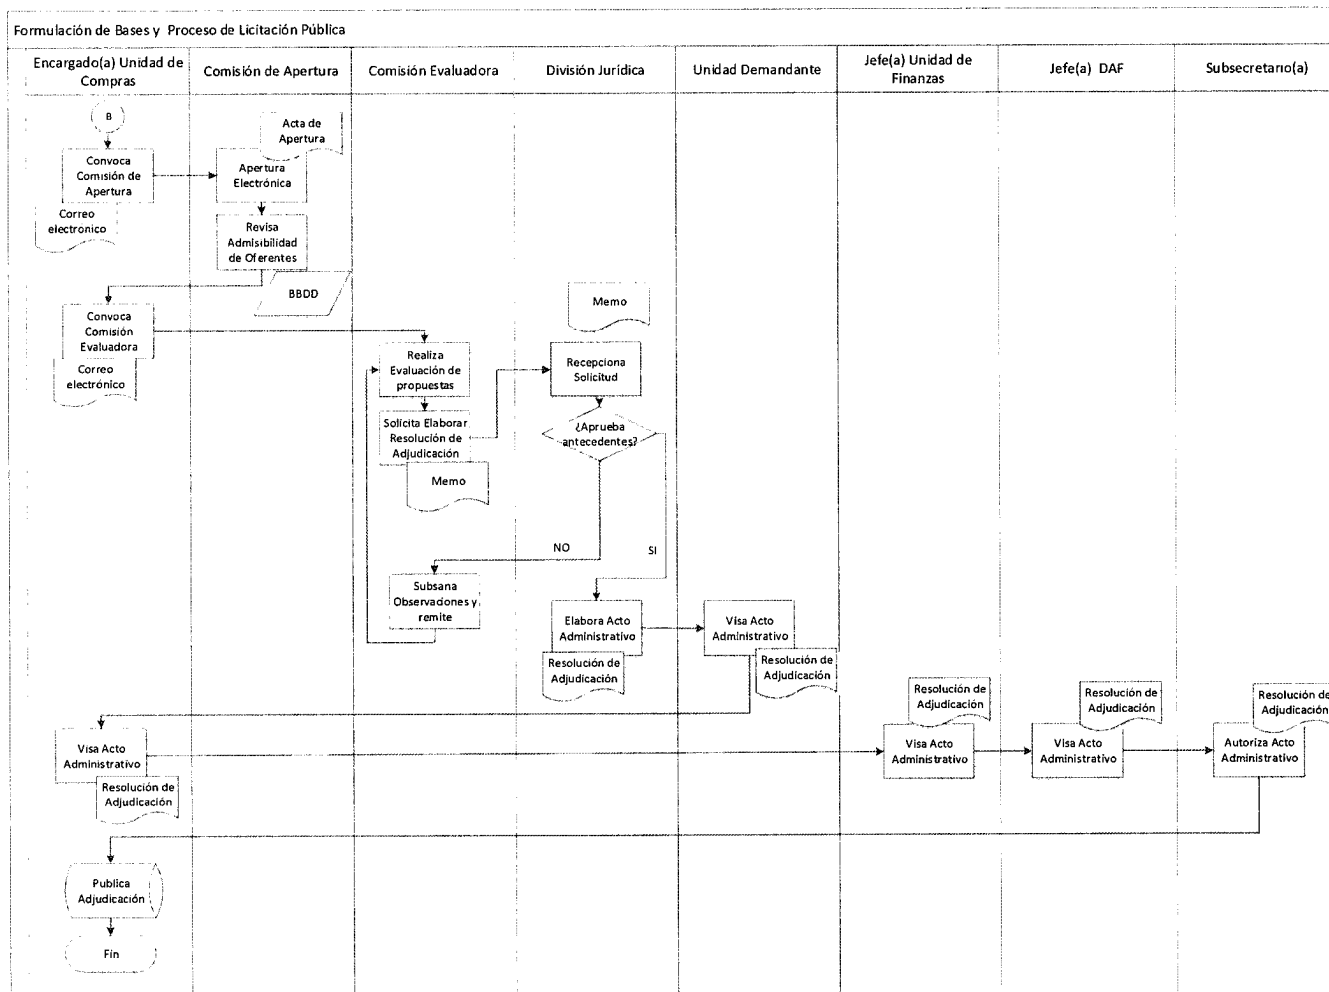 Formulación de Bases y Proceso de Licitación Pública
Encargado(a) Unidad de
Compras
Comisión de Apertura
Comisión Evaluadora
División Jurídica
Unidad Demandante
Jefe(a) Unidad de
Finanzas
Jefe(a) DAF
Subsecretario(a)
B
Acta de
Apertura
Convoca
Comisión de
Apertura
Apertura
Electrónica
Correo
electronico
Revisa
Admisibilidad
de Oferentes
BBDD
Memo
Convoca
Comisión
Evaluadora
Correo
electrónico
Realiza
Evaluación de
propuestas
Recepciona
Solicitud
Solicita Elaborar
Resolución de
Adjudicación
¿Aprueba
antecedentes?
Memo
NO
SI
Subsana
Observaciones y
remite
Elabora Acto
Administrativo
Visa Acto
Administrativo
Resolución de
Adjudicación
Resolución de
Adjudicación
Resolución de
Adjudicación
Resolución de
Adjudicación
Resolución de
Adjudicación
Visa Acto
Administrativo
Visa Acto
Administrativo
Visa Acto
Administrativo
Autoriza Acto
Administrativo
Resolución de
Adjudicación
Publica
Adjudicación
Fin